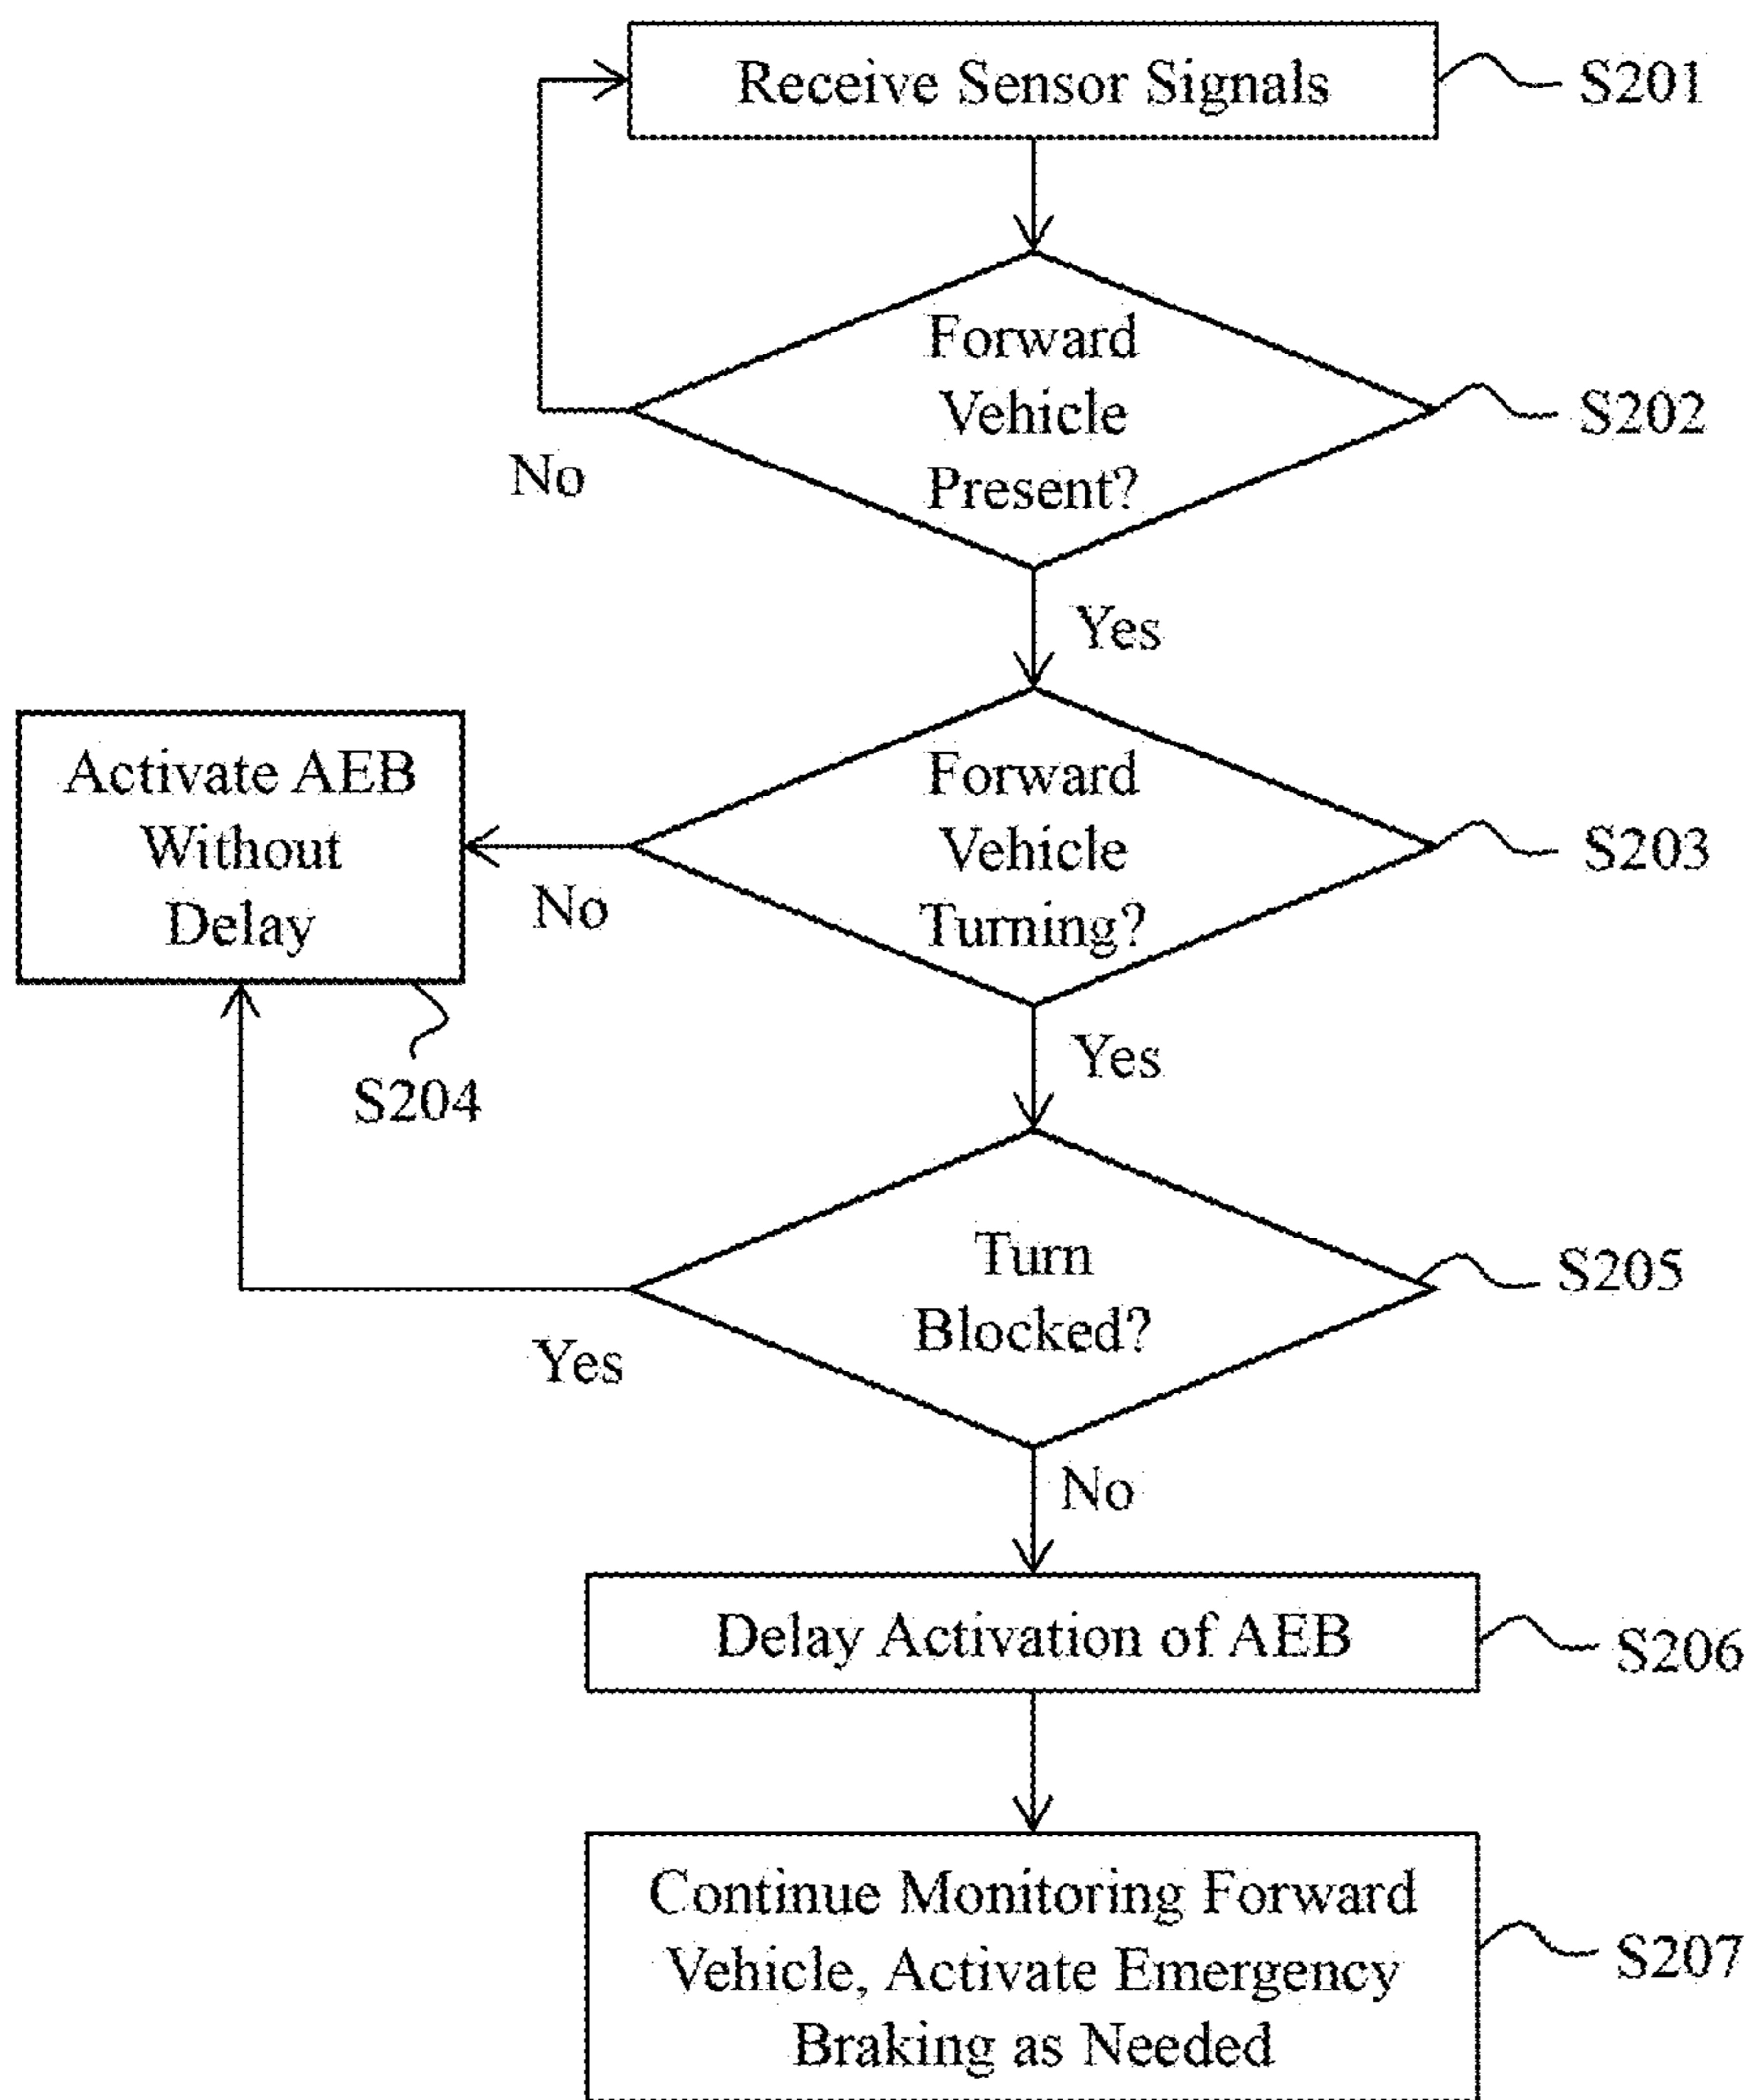 Receive Sensor Signals
S201
Forward
Vehicle
Present?
S202
No
Yes
Activate AEB
Without
Delay
Forward
Vehicle
Turning?
S203
No
S204
Yes
Turn
Blocked?
S205
Yes
No
Delay Activation of AEB
S206
Continue Monitoring Forward
Vehicle, Activate Emergency
Braking as Needed
S207